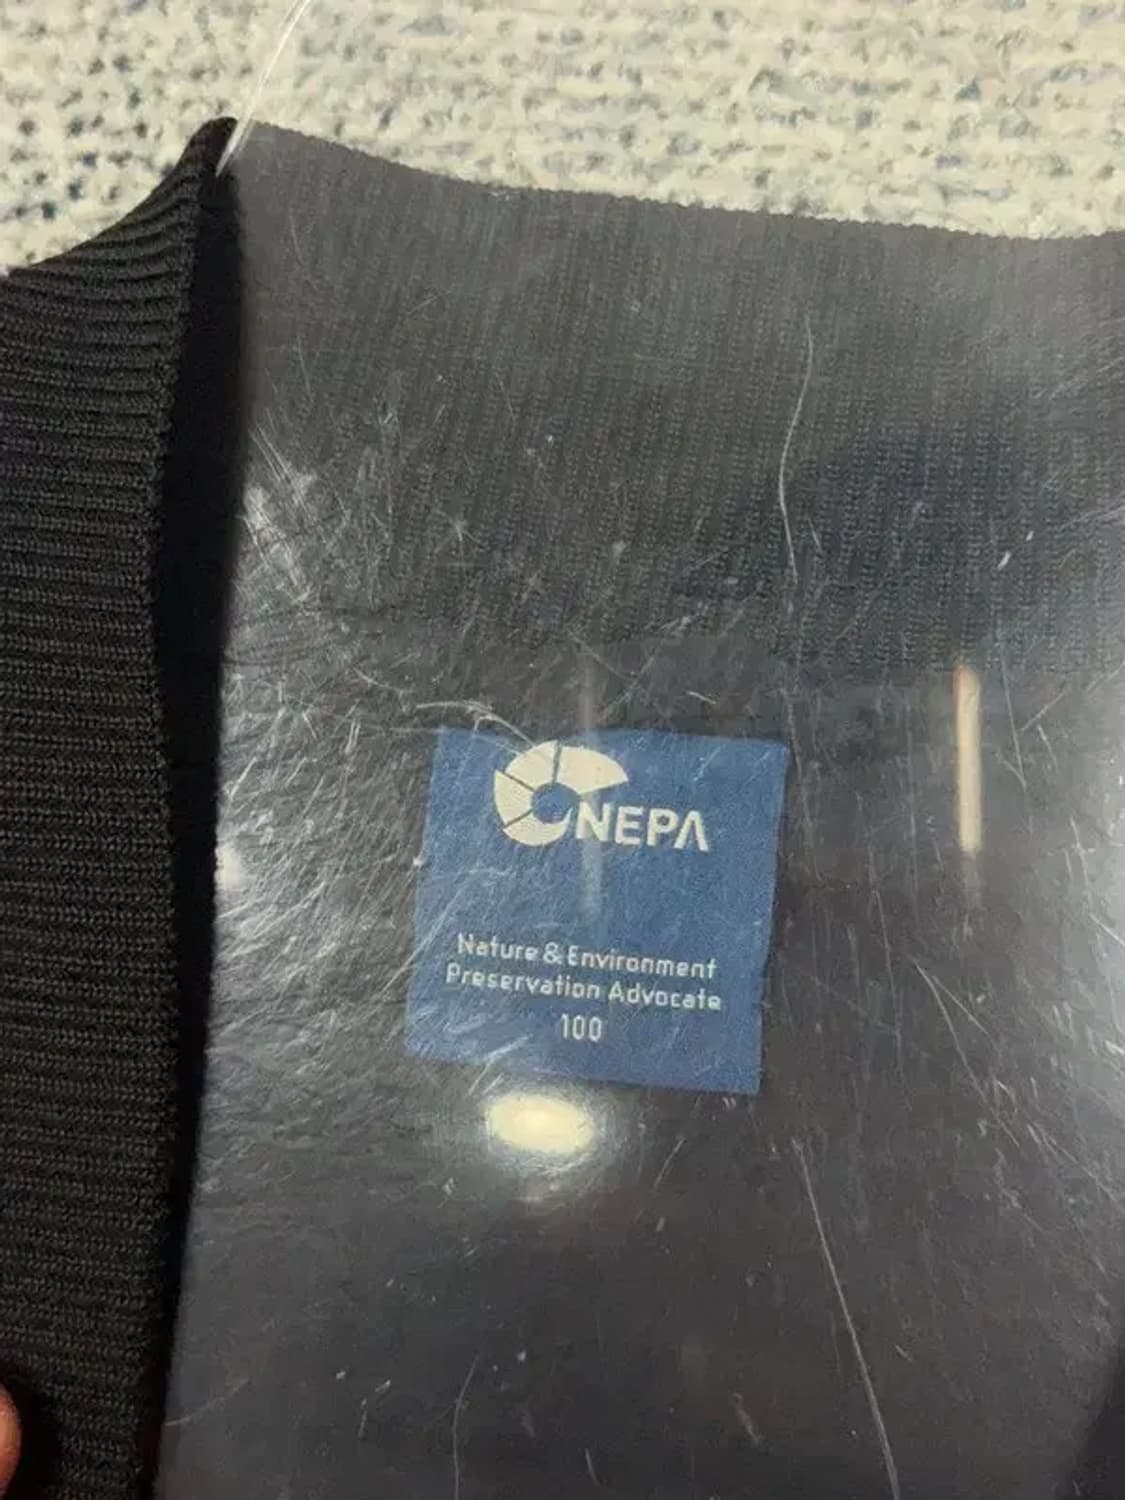 NEPA
Nature & Environment
Preservation Advocate
100